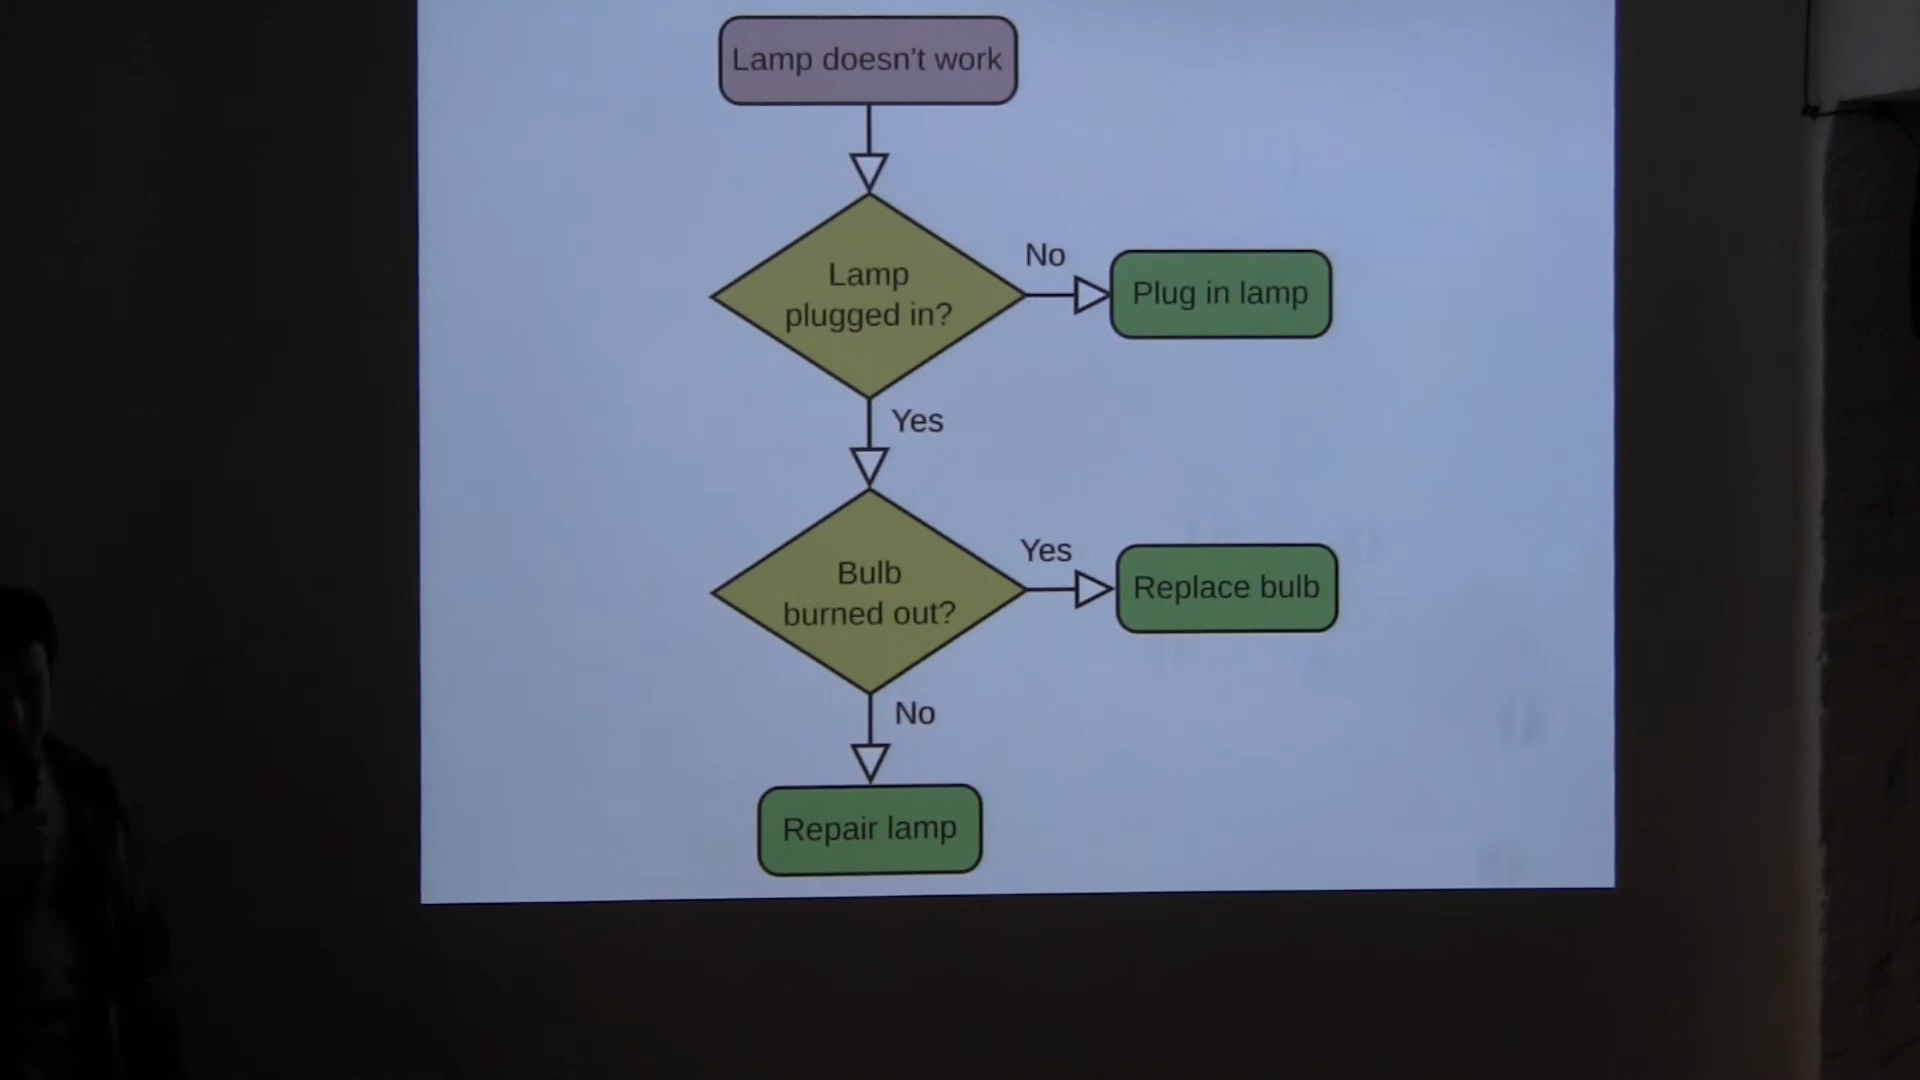 Lamp doesn't work
Lamp
plugged in?
No
Plug in lamp
Yes
Bulb
burned out?
Yes
Replace bulb
No
Repair lamp